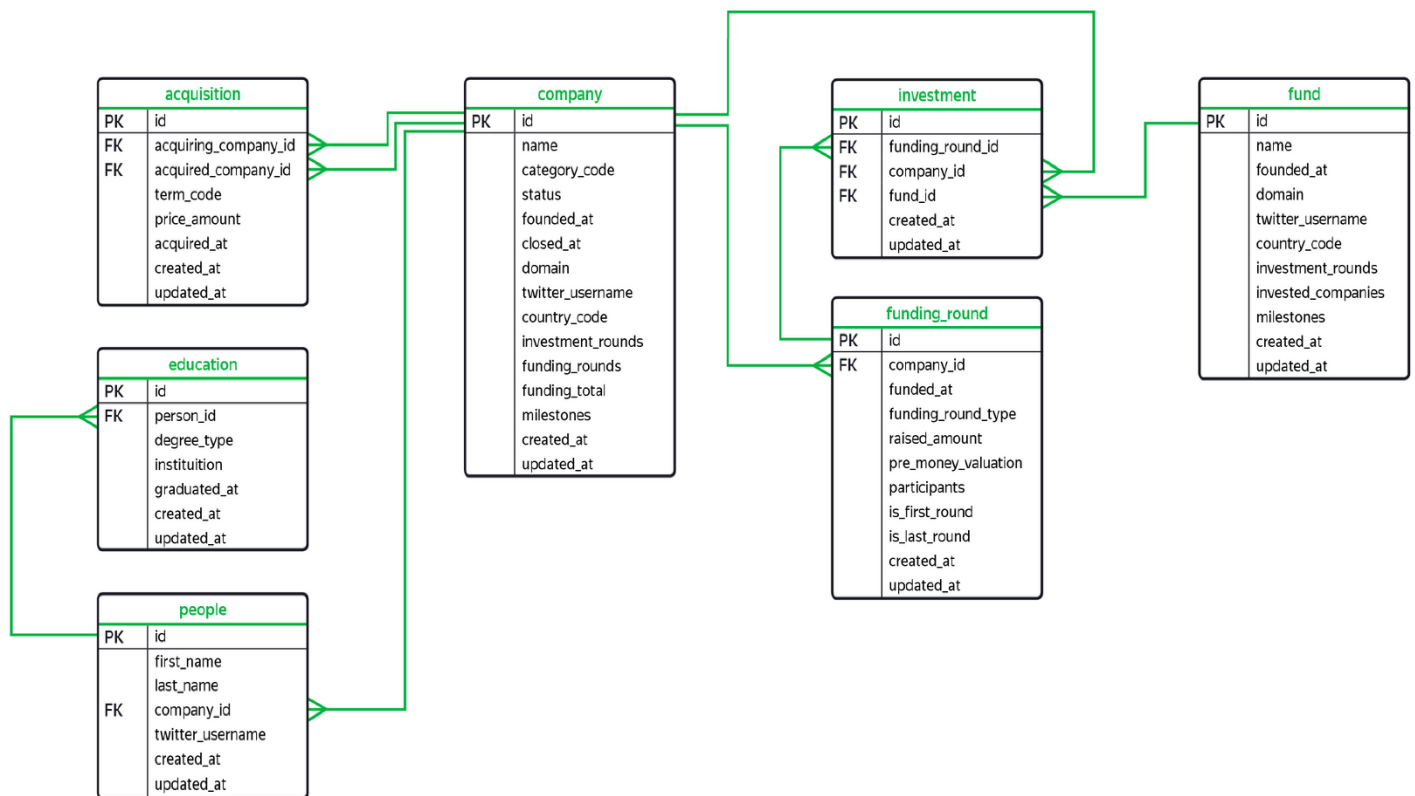 acquisition
PK id
FK acquiring_company_id
FK acquired_company_id
term_code
price_amount
acquired_at
created_at
updated_at
education
PK id
FK person_id
degree_type
instituition
graduated_at
created_at
updated_at
people
PK id
first_name
last_name
FK company_id
twitter_username
created_at
updated_at
company
PK id
name
category_code
status
founded_at
closed_at
domain
twitter_username
country_code
investment_rounds
funding_rounds
funding_total
milestones
created_at
updated_at
investment
PK id
FK funding_round_id
FK company_id
FK fund_id
created_at
updated_at
funding_round
PK id
FK company_id
funded_at
funding_round_type
raised_amount
pre_money_valuation
participants
is_first_round
is_last_round
created_at
updated_at
fund
PK id
name
founded_at
domain
twitter_username
country_code
investment_rounds
invested_companies
milestones
created_at
updated_at